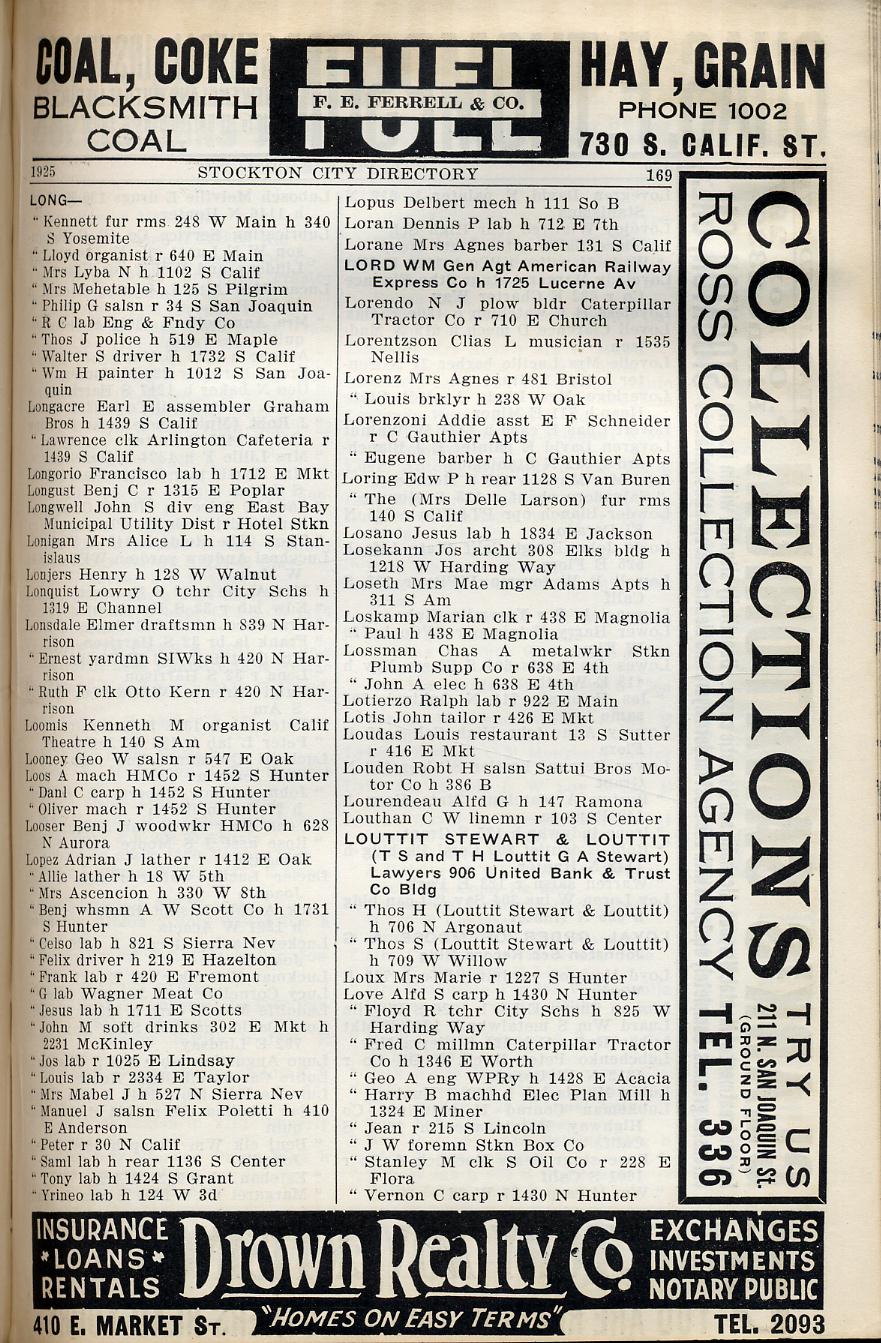 COAL, COKE
BLACKSMITH
COAL
FUEL
F. E. FERRELL & CO.
HAY, GRAIN
PHONE 1002
730 S. CALIF. ST.
1925 STOCKTON CITY DIRECTORY 169
LONG—
“ Kennett fur rms 248 W Main h 340
S Yosemite
“ Lloyd organist r 640 E Main
“ Mrs Lyba N h 1102 S Calif
“ Mrs Mehetable h 125 S Pilgrim
“ Philip G salsn r 34 S San Joaquin
“ R C lab Eng & Fndy Co
“ Thos J police h 519 E Maple
“ Walter S driver h 1732 S Calif
“ Wm H painter h 1012 S San Joa-
quin
Longacre Earl E assembler Graham
Bros h 1439 S Calif
“ Lawrence clk Arlington Cafeteria r
1439 S Calif
Longorio Francisco lab h 1712 E Mkt
Longust Benj C r 1315 E Poplar
Longwell John S div eng East Bay
Municipal Utility Dist r Hotel Stkn
Lonigan Mrs Alice L h 114 S Stan-
islaus
Lonjers Henry h 128 W Walnut
Lonquist Lowry O tchr City Schs h
1319 E Channel
Lonsdale Elmer draftsmn h 839 N Har-
rison
“ Ernest yardmn SIWks h 420 N Har-
rison
“ Ruth F clk Otto Kern r 420 N Har-
rison
Loomis Kenneth M organist Calif
Theatre h 140 S Am
Looney Geo W salsn r 547 E Oak
Loos A mach HMCo r 1452 S Hunter
“ Danl C carp h 1452 S Hunter
“ Oliver mach r 1452 S Hunter
Looser Benj J woodwkr HMCo h 628
N Aurora
Lopez Adrian J lather r 1412 E Oak
“ Allie lather h 18 W 5th
“ Mrs Ascencion h 330 W 8th
“ Benj whsmn A W Scott Co h 1731
S Hunter
“ Celso lab h 821 S Sierra Nev
“ Felix driver h 219 E Hazelton
“ Frank lab r 420 E Fremont
“ G lab Wagner Meat Co
“ Jesus lab h 1711 E Scotts
“ John M soft drinks 302 E Mkt h
2231 McKinley
“ Jos lab r 1025 E Lindsay
“ Louis lab r 2334 E Taylor
“ Mrs Mabel J h 527 N Sierra Nev
“ Manuel J salsn Felix Poletti h 410
E Anderson
“ Peter r 30 N Calif
“ Saml lab h rear 1136 S Center
“ Tony lab h 1424 S Grant
“ Yrineo lab h 124 W 3d
Lopus Delbert mech h 111 So B
Loran Dennis P lab h 712 E 7th
Lorane Mrs Agnes barber 131 S Calif
LORD WM Gen Agt American Railway
Express Co h 1725 Lucerne Av
Lorendo N J plow bldr Caterpillar
Tractor Co r 710 E Church
Lorentzson Clias L musician r 1535
Nellis
Lorenz Mrs Agnes r 481 Bristol
“ Louis brklyr h 238 W Oak
Lorenzoni Addie asst E F Schneider
r C Gauthier Apts
“ Eugene barber h C Gauthier Apts
Loring Edw P h rear 1128 S Van Buren
“ The (Mrs Delle Larson) fur rms
140 S Calif
Losano Jesus lab h 1834 E Jackson
Losekann Jos archt 308 Elks bldg h
1218 W Harding Way
Loseth Mrs Mae mgr Adams Apts h
311 S Am
Loskamp Marian clk r 438 E Magnolia
“ Paul h 438 E Magnolia
Lossman Chas A metalwkr Stkn
Plumb Supp Co r 638 E 4th
“ John A elec h 638 E 4th
Lotierzo Ralph lab r 922 E Main
Lotis John tailor r 426 E Mkt
Loudas Louis restaurant 13 S Sutter
r 416 E Mkt
Louden Robt H salsn Sattui Bros Mo-
tor Co h 386 B
Lourendeau Alfd G h 147 Ramona
Louthan C W linemn r 103 S Center
LOUTTIT STEWART & LOUTTIT
(T S and T H Louttit G A Stewart)
Lawyers 906 United Bank & Trust
Co Bldg
“ Thos H (Louttit Stewart & Louttit)
h 706 N Argonaut
“ Thos S (Louttit Stewart & Louttit)
h 709 W Willow
Loux Mrs Marie r 1227 S Hunter
Love Alfd S carp h 1430 N Hunter
“ Floyd R tchr City Schs h 825 W
Harding Way
“ Fred C millmn Caterpillar Tractor
Co h 1346 E Worth
“ Geo A eng WPRy h 1428 E Acacia
“ Harry B machhd Elec Plan Mill h
1324 E Miner
“ Jean r 215 S Lincoln
“ J W foremn Stkn Box Co
“ Stanley M clk S Oil Co r 228 E
Flora
“ Vernon C carp r 1430 N Hunter
COLLECTIONS
TRY US
211 N. SAN JOAQUIN St.
(GROUND FLOOR)
ROSS COLLECTION AGENCY TEL. 336
INSURANCE
*LOANS*
RENTALS
Drown Realty Co.
EXCHANGES
INVESTMENTS
NOTARY PUBLIC
410 E. MARKET ST.
"HOMES ON EASY TERMS"
TEL. 2093